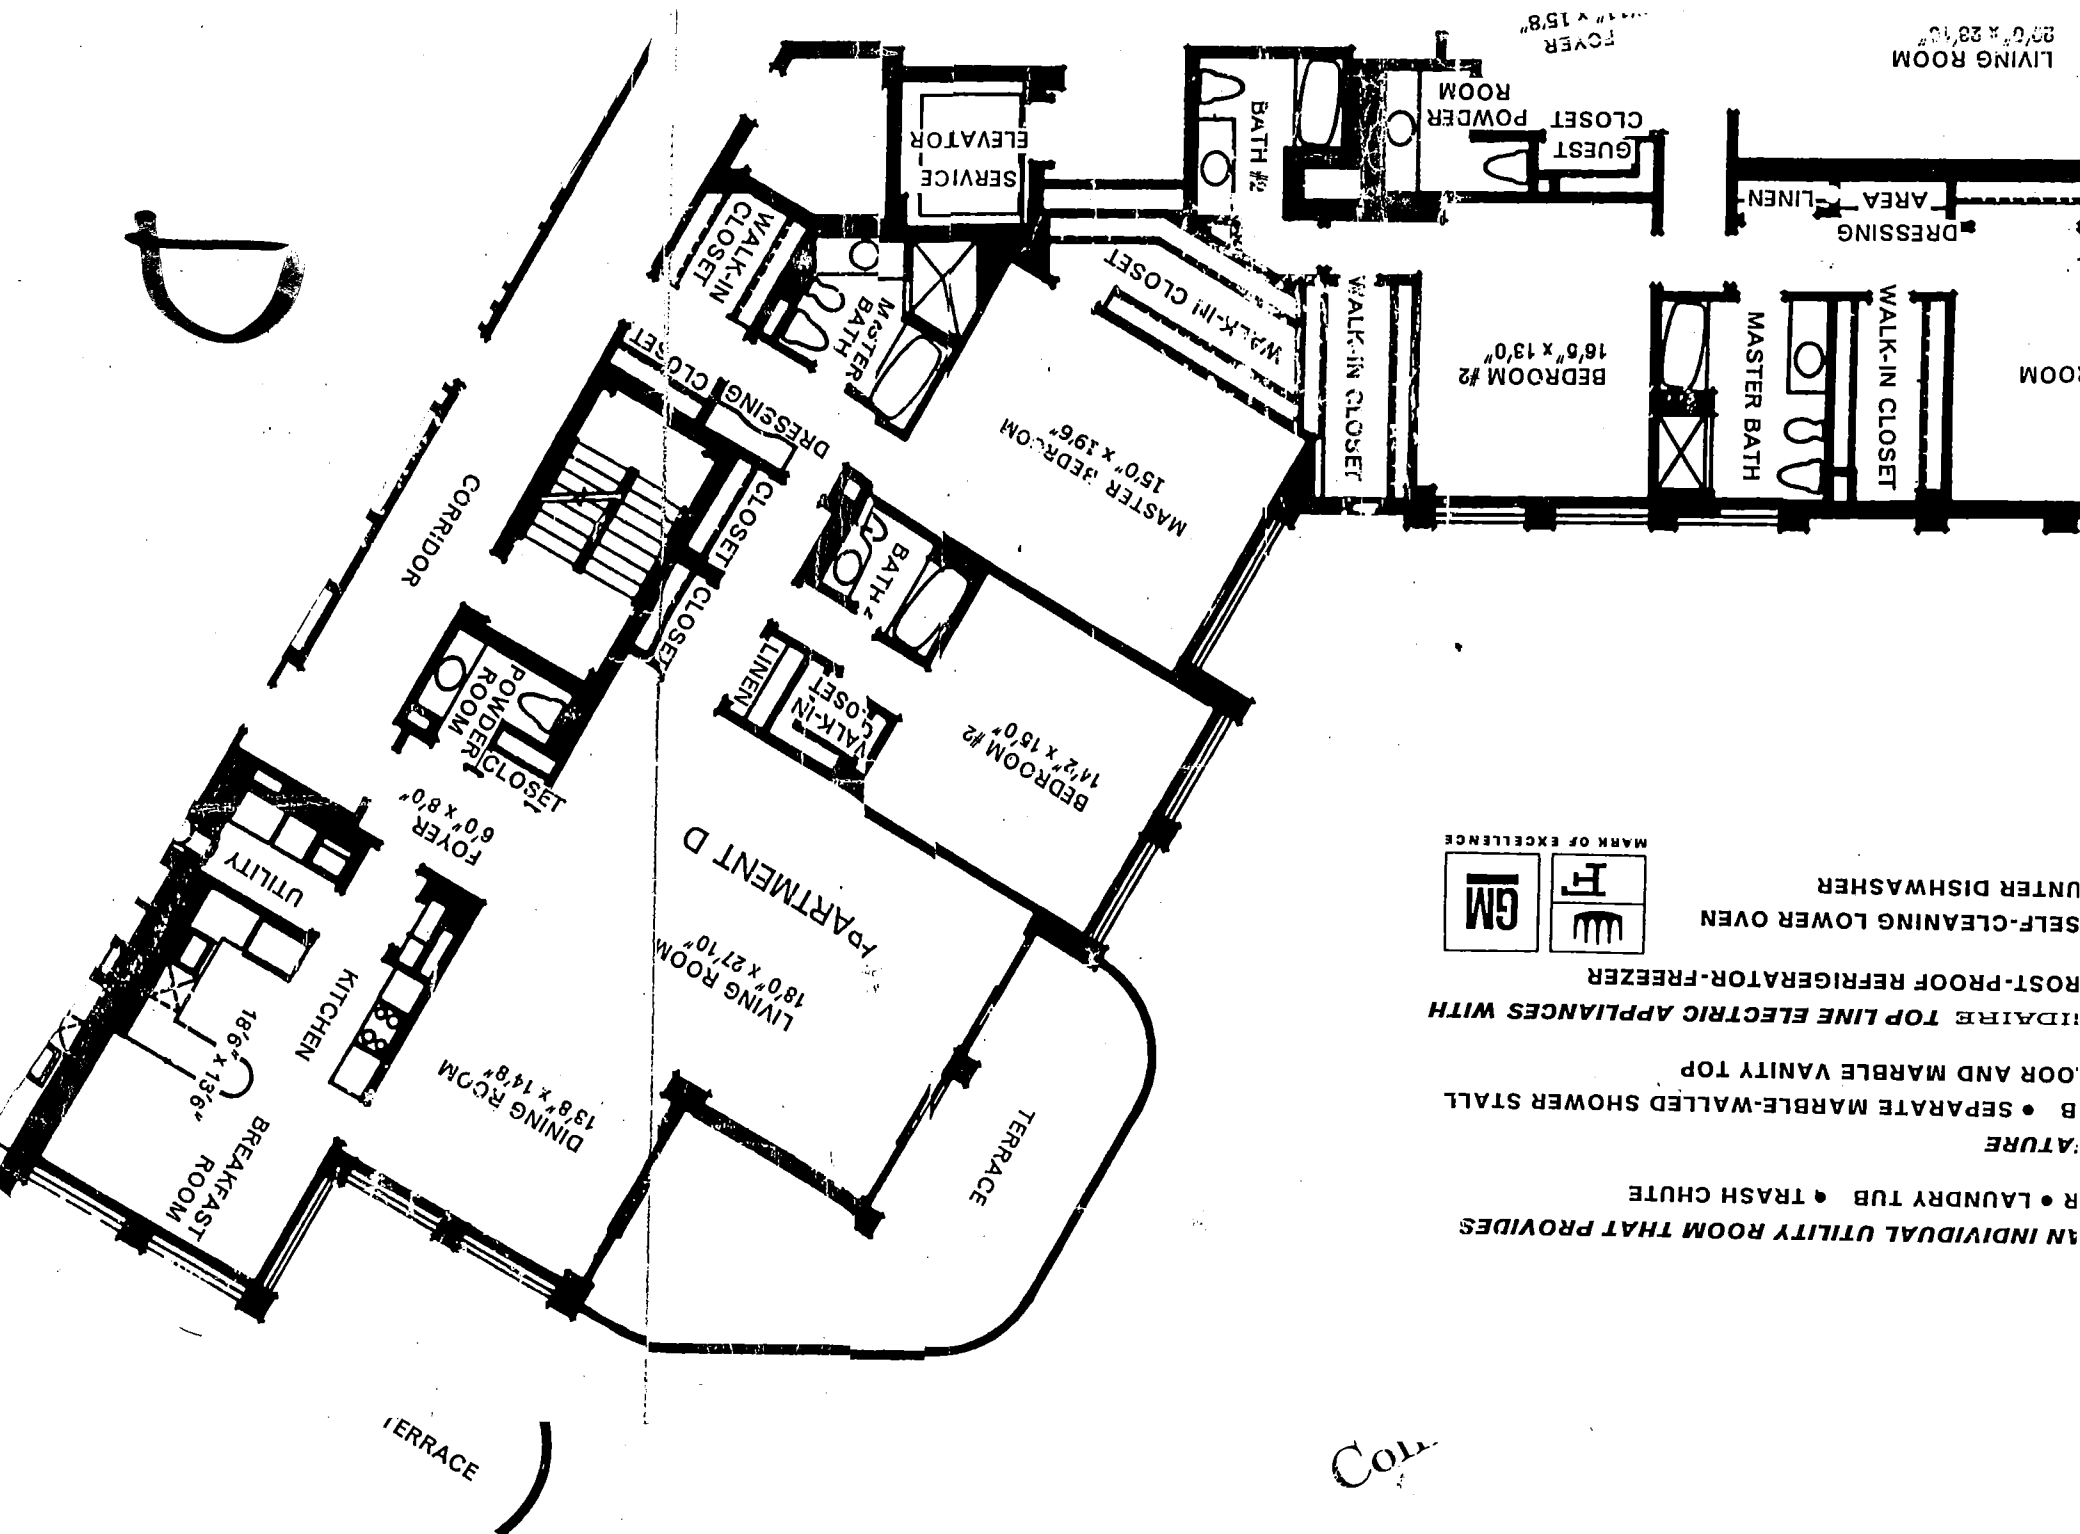 FOYER
LIVING ROOM
POWDER
ROOM
GUEST
CLOSET
BATH #2
SERVICE
ELEVATOR
LINEN
DRESSING
AREA
WALK-IN
CLOSET
MASTER
BATH
WALK-IN CLOSET
WALK-IN CLOSET
BEDROOM #2
16'5" x 13'0"
MASTER BATH
WALK-IN CLOSET
CLOSET
DRESSING
MASTER BEDROOM
15'0" x 19'6"
CORRIDOR
CLOSET
CLOSET
BATH
LINEN
WALK-IN
CLOSET
BEDROOM #2
14'2" x 15'0"
POWDER
ROOM
CLOSET
FOYER
6'0" x 8'0"
UTILITY
KITCHEN
APARTMENT D
LIVING ROOM
18'0" x 27'10"
DINING ROOM
13'8" x 14'8"
BREAKFAST
ROOM
18'6" x 13'6"
TERRACE
TERRACE
AN INDIVIDUAL UTILITY ROOM THAT PROVIDES
R • LAUNDRY TUB • TRASH CHUTE
ATURE
B • SEPARATE MARBLE-WALLED SHOWER STALL
OOR AND MARBLE VANITY TOP
IDAIRE TOP LINE ELECTRIC APPLIANCES WITH
ROST-PROOF REFRIGERATOR-FREEZER
SELF-CLEANING LOWER OVEN
UNTER DISHWASHER
GM
MARK OF EXCELLENCE